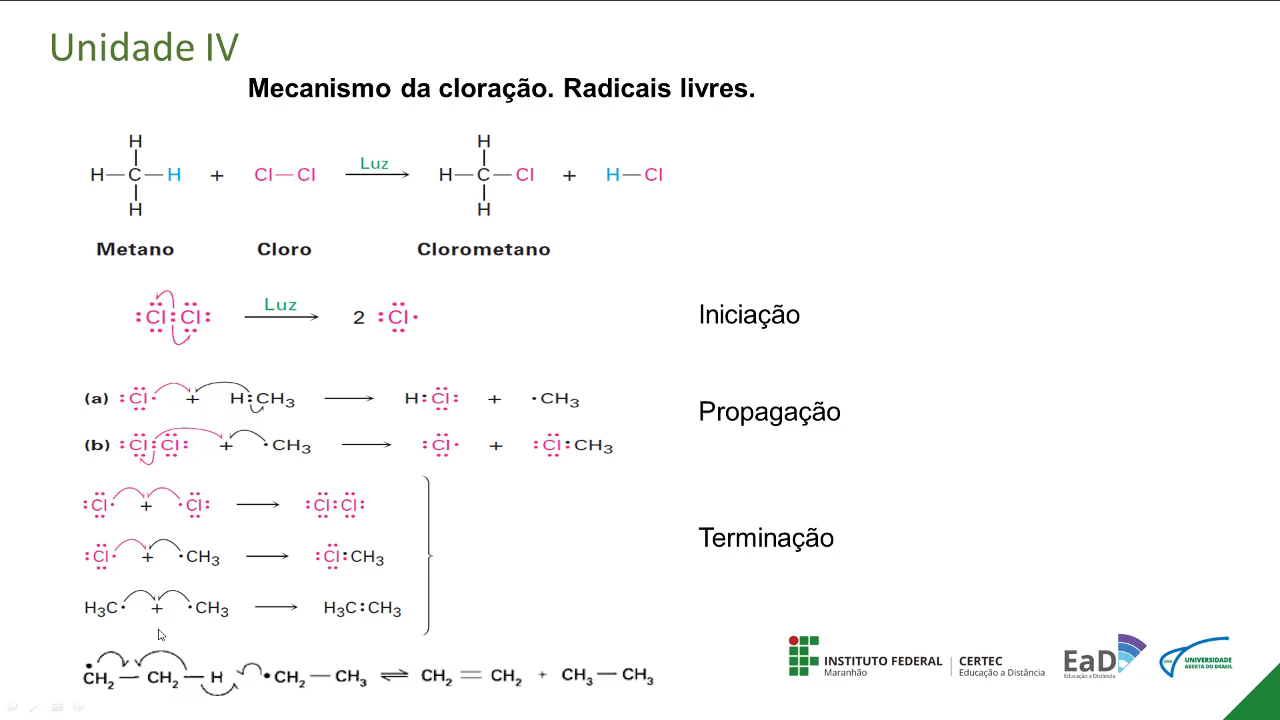 Unidade IV
Mecanismo da cloração. Radicais livres.
H
H—C—H + Cl—Cl Luz H—C—Cl + H—Cl
H
H
H
Metano Cloro Clorometano
:Cl:Cl: Luz 2 :Cl· Iniciação
(a) :Cl· + H:CH3 H:Cl: + ·CH3
Propagação
(b) :Cl:Cl: + ·CH3 :Cl· + :Cl:CH3
:Cl· + ·Cl: :Cl:Cl:
Terminação
:Cl· + ·CH3 :Cl:CH3
H3C· + ·CH3 H3C:CH3
CH2—CH2—H ·CH2—CH3 ⇌ CH2=CH2 + CH3—CH3
INSTITUTO FEDERAL
Maranhão
CERTEC
Educação a Distância
EaD
Educação a Distância
UAB
UNIVERSIDADE
ABERTA DO BRASIL